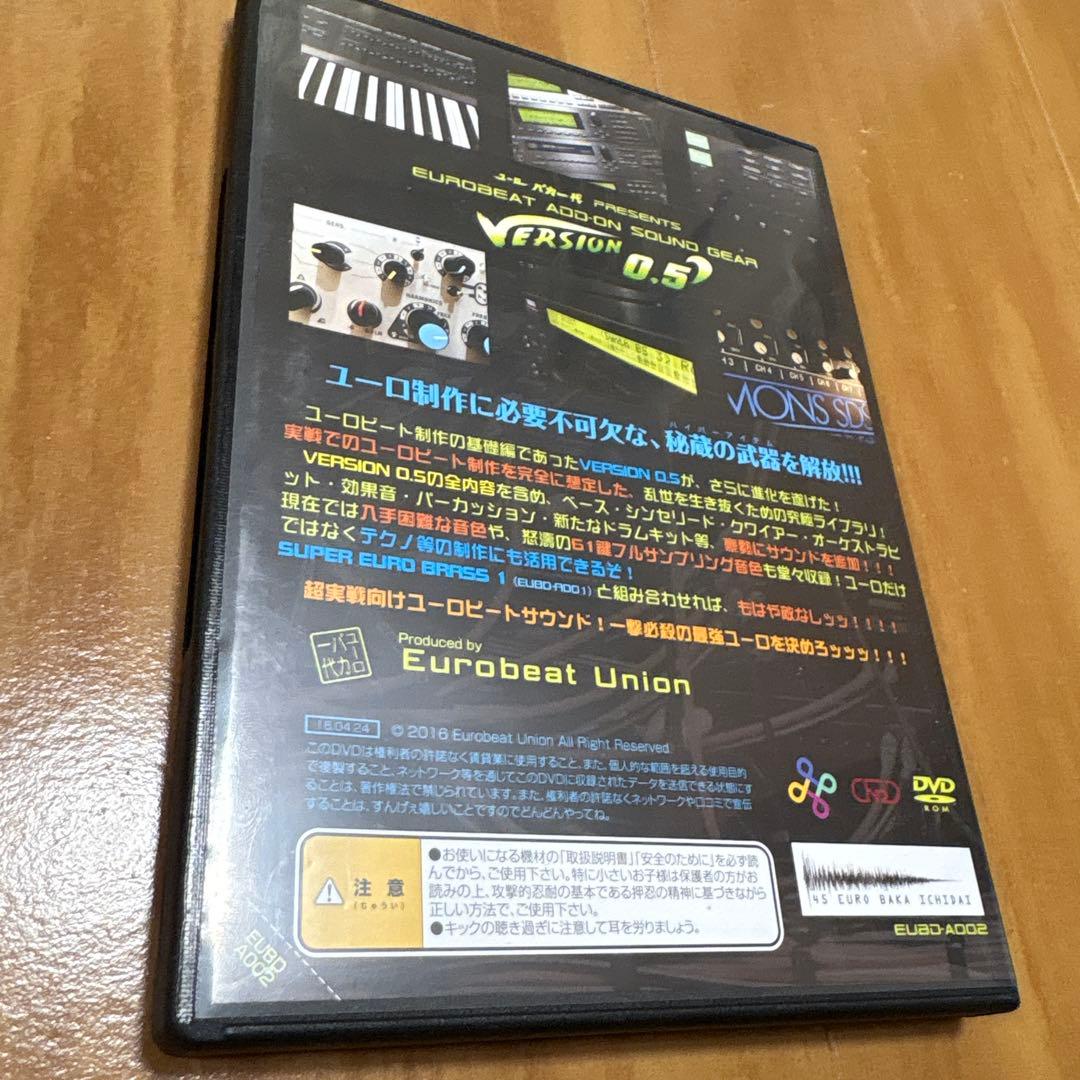 ユーロバカ一代 PRESENTS
EUROBEAT ADD-ON SOUND GEAR
VERSION 0.5
GENS
HARMONICS
CH 4 CH 5 CH 6 CH 7
MONS SDS
ユーロ制作に必要不可欠な、秘蔵の武器を解放!!!
ハイパーアイテム
ユーロビート制作の基礎編であったVERSION 0.5が、さらに進化を遂げた!
実戦でのユーロビート制作を完全に想定した、乱世を生き抜くための究極ライブラリ!
VERSION 0.5の全内容を含め、ベース・シンセリード・クワイアー・オーケストラヒ
ット・効果音・パーカッション・新たなドラムキット等、豪勢にサウンドを追加!!!
現在では入手困難な音色や、怒濤の61鍵フルサンプリング音色も堂々収録!ユーロだけ
ではなくテクノ等の制作にも活用できるぞ!
SUPER EURO BRASS 1 (EUBD-A001) と組み合わせれば、もはや敵なしッッ!!!!
超実戦向けユーロビートサウンド!一撃必殺の最強ユーロを決めろッッッ!!!
ユーロバカ一代
Produced by
Eurobeat Union
16.04.24 © 2016 Eurobeat Union All Right Reserved
このDVDは権利者の許諾なく賃貸業に使用すること、また、個人的な範囲を超える使用目的
で複製すること、ネットワーク等を通じてこのDVDに収録されたデータを送信できる状態にす
ることは、著作権法で禁じられています。また、権利者の許諾なくネットワークや口コミで宣伝
することは、すんげぇ嬉しいことですのでどんどんやってね。
DVD
ROM
注意
(ちゅうい)
●お使いになる機材の「取扱説明書」「安全のために」を必ず読
んでから、ご使用下さい。特に小さいお子様は保護者の方がお
読みの上、攻撃的忍耐の基本である押忍の精神に基づきながら
正しい方法で、ご使用下さい。
●キックの聴き過ぎに注意して耳を労りましょう。
45 EURO BAKA ICHIDAI
EUBD-A002
EUBD
A002